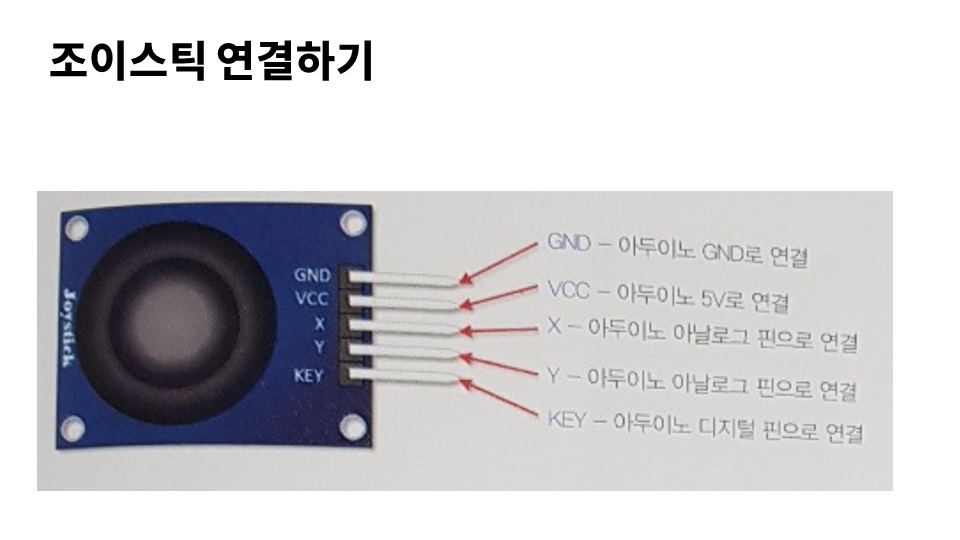 조이스틱 연결하기
Joystick
GND
VCC
X
Y
KEY
GND – 아두이노 GND로 연결
VCC – 아두이노 5V로 연결
X – 아두이노 아날로그 핀으로 연결
Y – 아두이노 아날로그 핀으로 연결
KEY – 아두이노 디지털 핀으로 연결